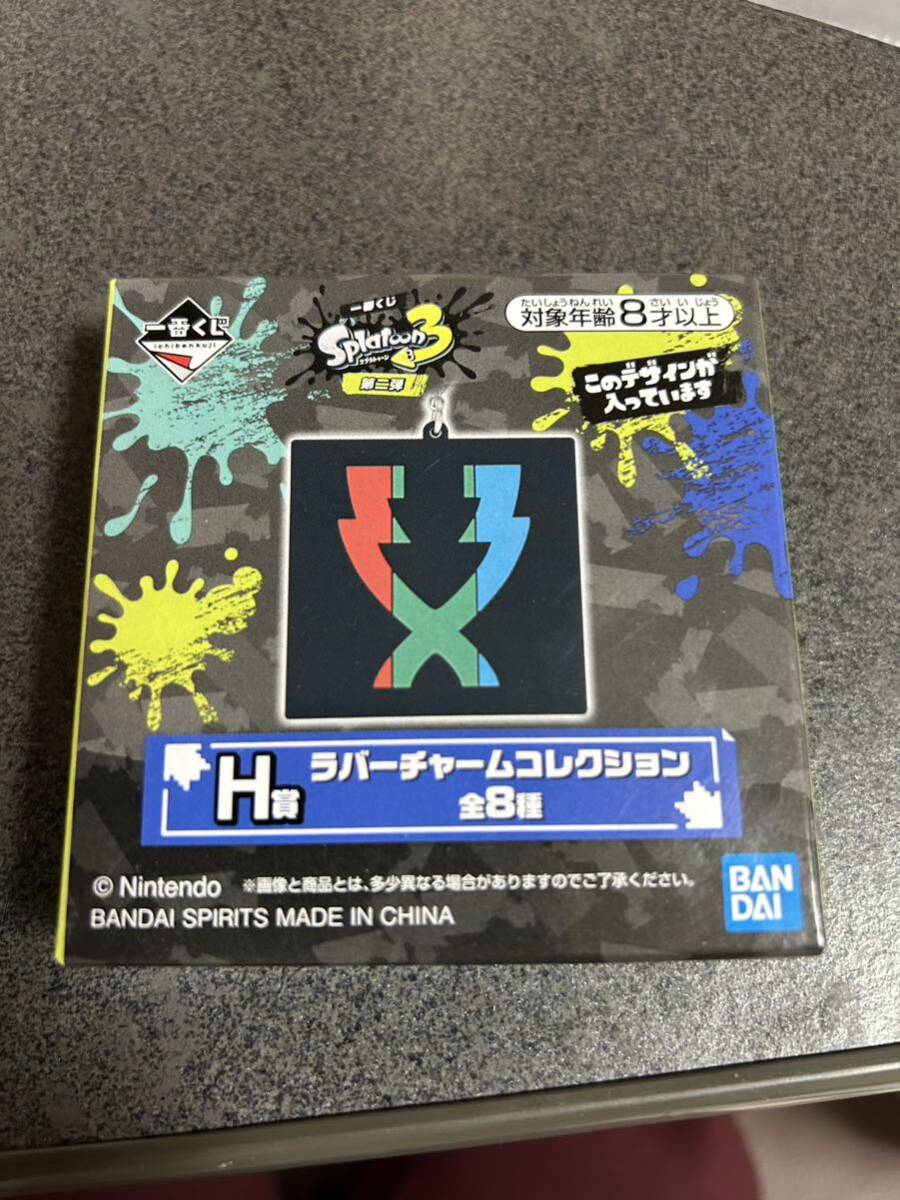 一番くじ
ichibankuji
一番くじ
Splatoon3
スプラトゥーン
第二弾
たいしょうねんれい さいいじょう
対象年齢8才以上
このデザインが
入っています
H賞
ラバーチャームコレクション
全8種
© Nintendo ※画像と商品とは、多少異なる場合がありますのでご了承ください。
BANDAI SPIRITS MADE IN CHINA
BAN
DAI